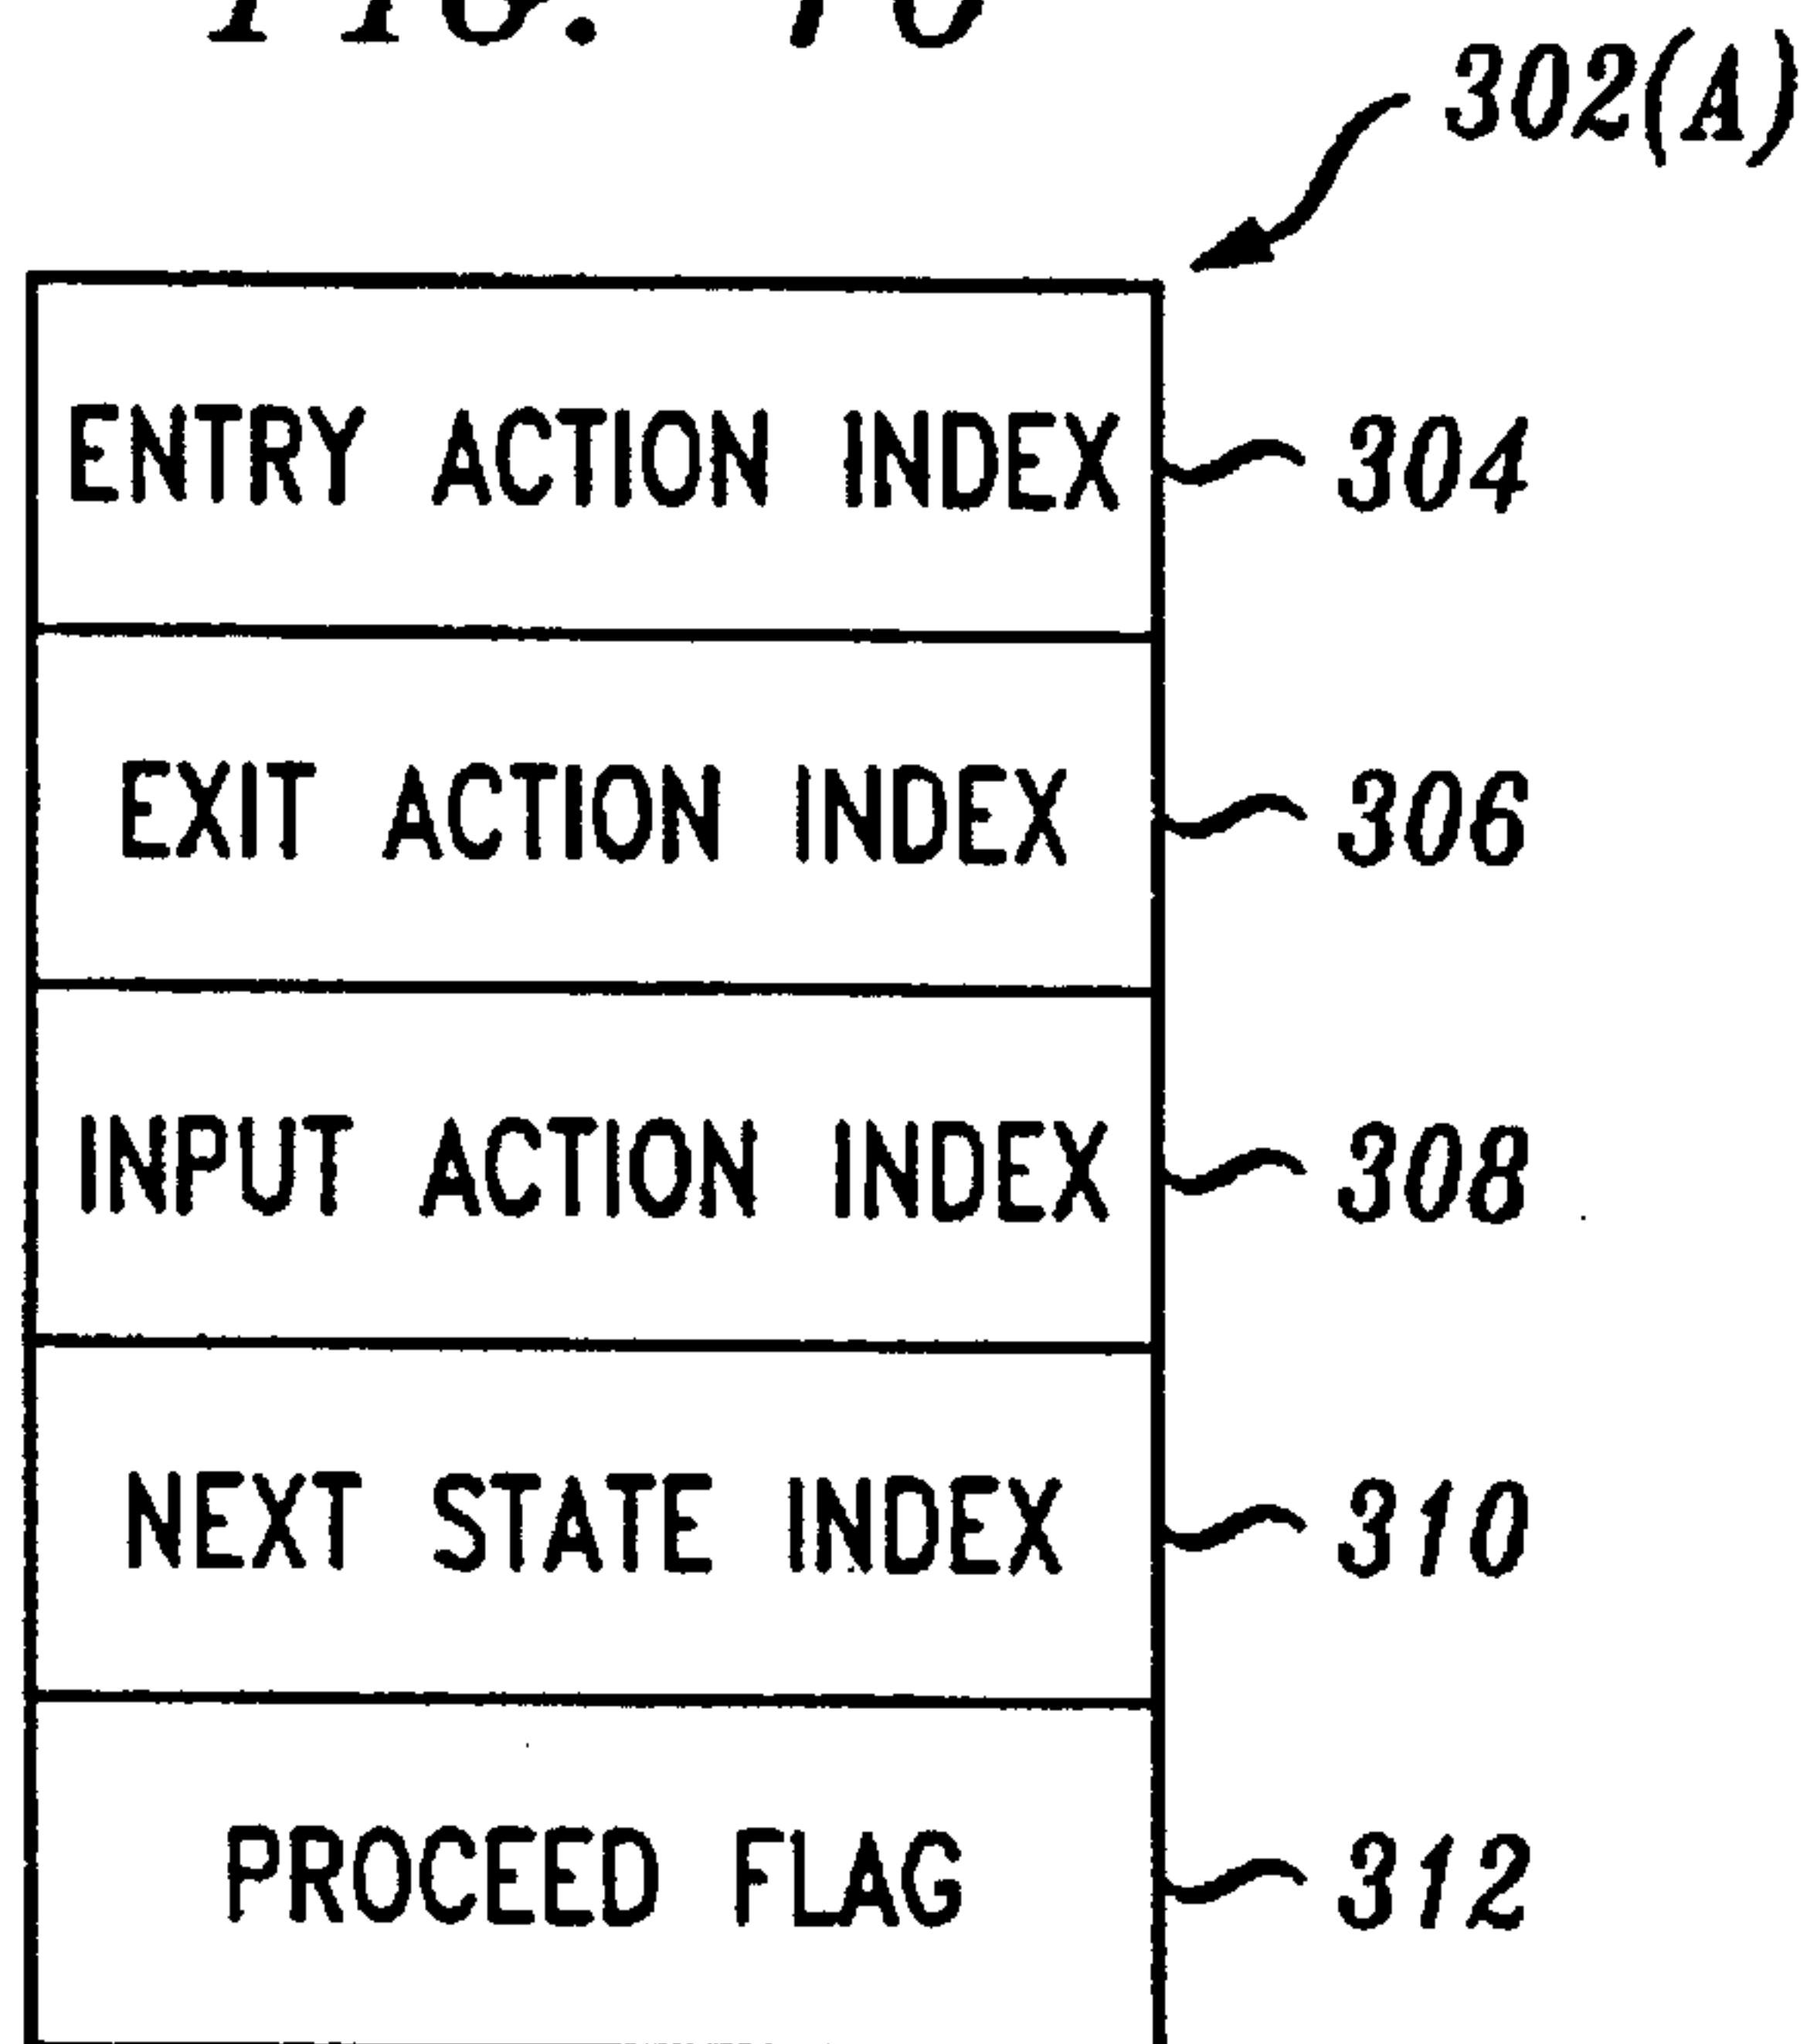 FIG.
302(A)
ENTRY ACTION INDEX 304
EXIT ACTION INDEX 306
INPUT ACTION INDEX 308
NEXT STATE INDEX 310
PROCEED FLAG 312